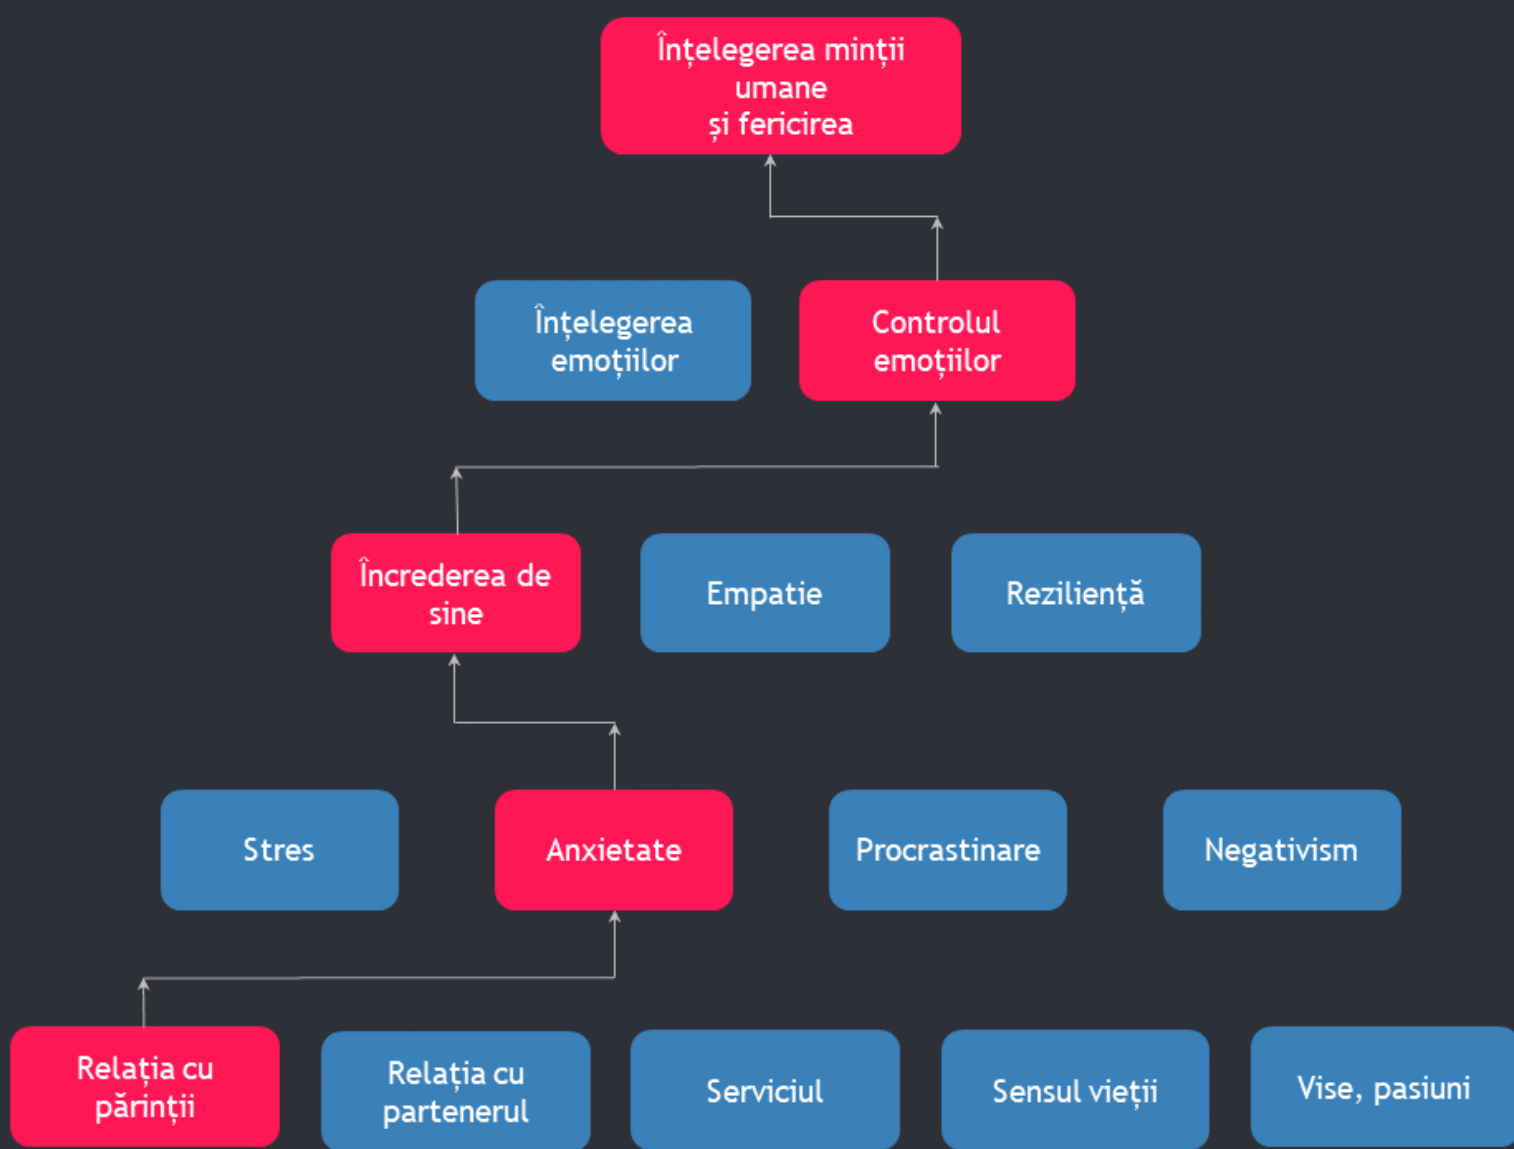 Înțelegerea minții
umane
și fericirea
Înțelegerea
emoțiilor
Controlul
emoțiilor
Încrederea de
sine
Empatie
Reziliență
Stres
Anxietate
Procrastinare
Negativism
Relația cu
părinții
Relația cu
partenerul
Serviciul
Sensul vieții
Vise, pasiuni